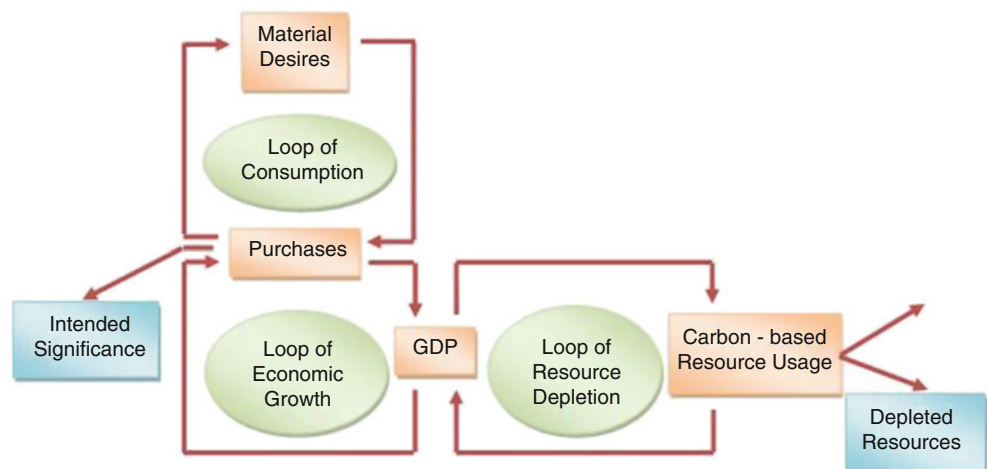 Material
Desires
Loop of
Consumption
Purchases
Intended
Significance
Loop of
Economic
Growth
GDP
Loop of
Resource
Depletion
Carbon - based
Resource Usage
Depleted
Resources